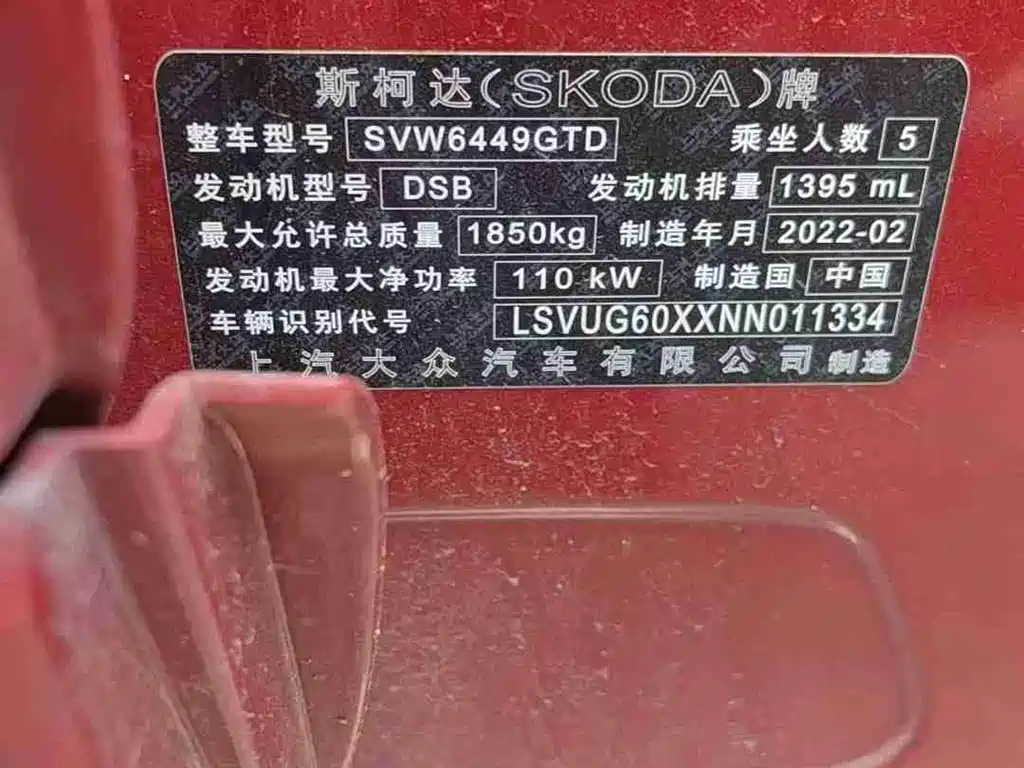 斯柯达(SKODA)牌
整车型号 SVW6449GTD 乘坐人数 5
发动机型号 DSB 发动机排量 1395 mL
最大允许总质量 1850kg 制造年月 2022-02
发动机最大净功率 110 kW 制造国 中国
车辆识别代号 LSVUG60XXNN011334
上汽大众汽车有限公司 制造